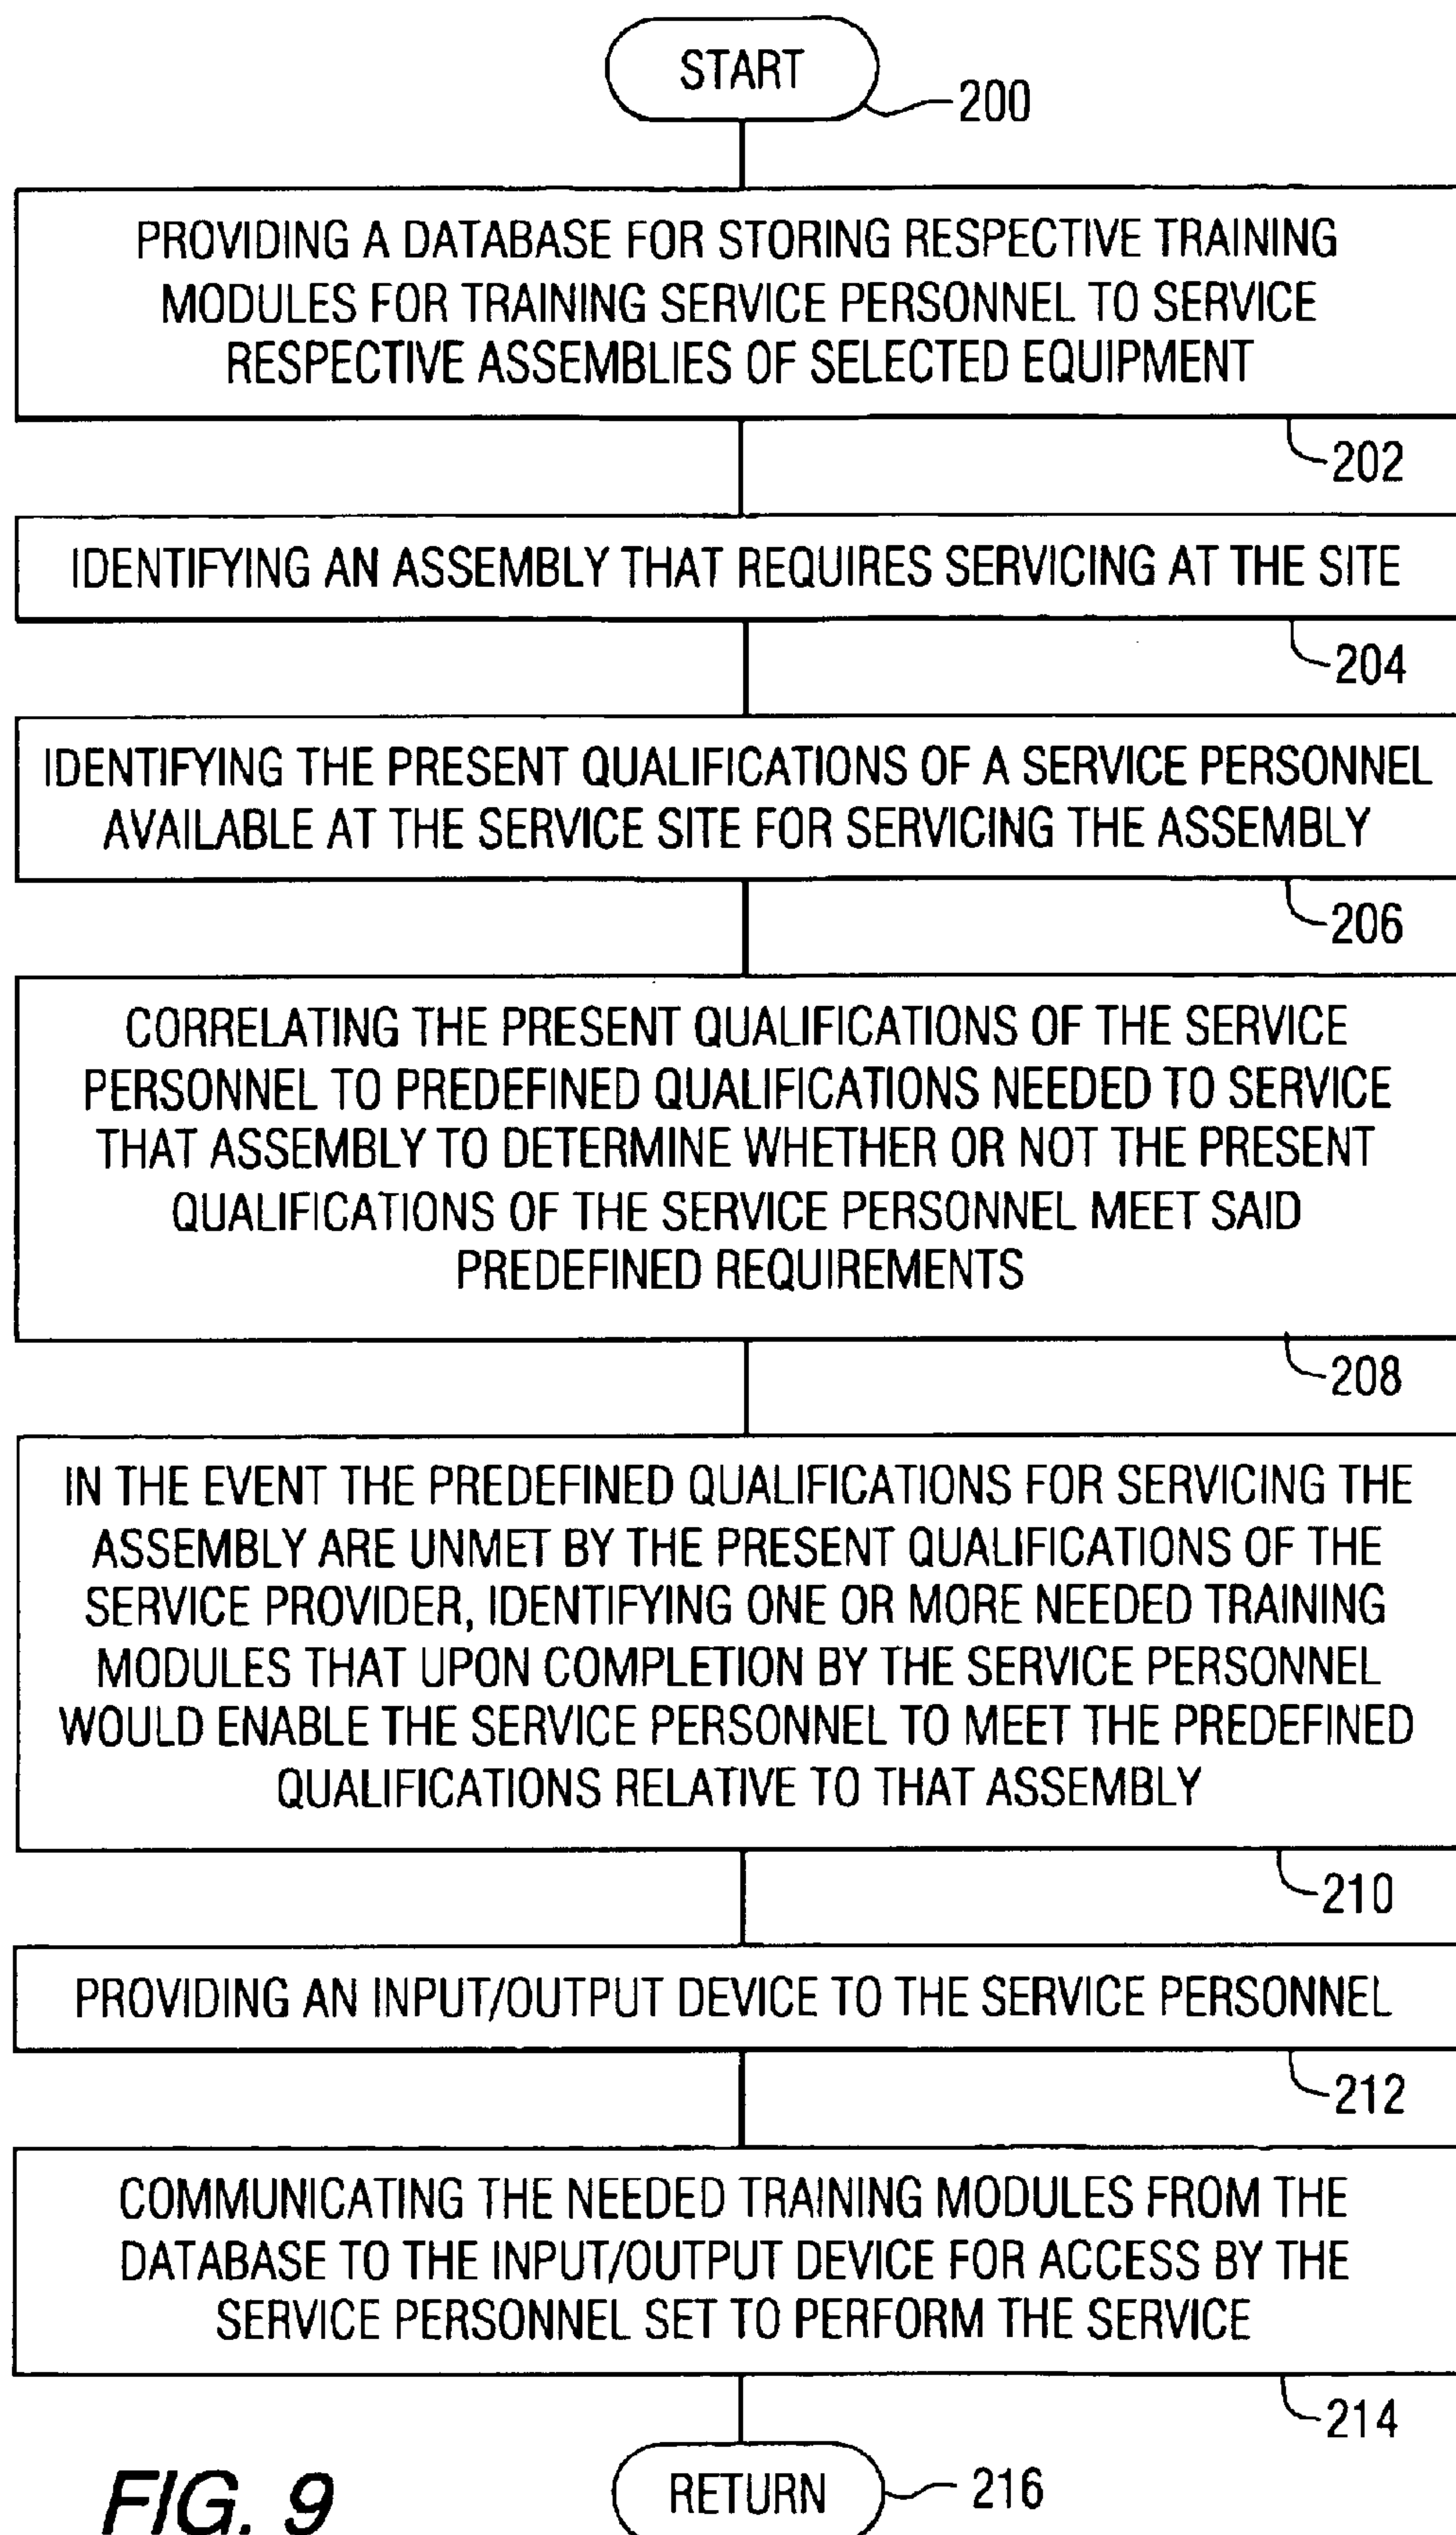 START
200
PROVIDING A DATABASE FOR STORING RESPECTIVE TRAINING
MODULES FOR TRAINING SERVICE PERSONNEL TO SERVICE
RESPECTIVE ASSEMBLIES OF SELECTED EQUIPMENT
202
IDENTIFYING AN ASSEMBLY THAT REQUIRES SERVICING AT THE SITE
204
IDENTIFYING THE PRESENT QUALIFICATIONS OF A SERVICE PERSONNEL
AVAILABLE AT THE SERVICE SITE FOR SERVICING THE ASSEMBLY
206
CORRELATING THE PRESENT QUALIFICATIONS OF THE SERVICE
PERSONNEL TO PREDEFINED QUALIFICATIONS NEEDED TO SERVICE
THAT ASSEMBLY TO DETERMINE WHETHER OR NOT THE PRESENT
QUALIFICATIONS OF THE SERVICE PERSONNEL MEET SAID
PREDEFINED REQUIREMENTS
208
IN THE EVENT THE PREDEFINED QUALIFICATIONS FOR SERVICING THE
ASSEMBLY ARE UNMET BY THE PRESENT QUALIFICATIONS OF THE
SERVICE PROVIDER, IDENTIFYING ONE OR MORE NEEDED TRAINING
MODULES THAT UPON COMPLETION BY THE SERVICE PERSONNEL
WOULD ENABLE THE SERVICE PERSONNEL TO MEET THE PREDEFINED
QUALIFICATIONS RELATIVE TO THAT ASSEMBLY
210
PROVIDING AN INPUT/OUTPUT DEVICE TO THE SERVICE PERSONNEL
212
COMMUNICATING THE NEEDED TRAINING MODULES FROM THE
DATABASE TO THE INPUT/OUTPUT DEVICE FOR ACCESS BY THE
SERVICE PERSONNEL SET TO PERFORM THE SERVICE
214
RETURN
216
FIG. 9